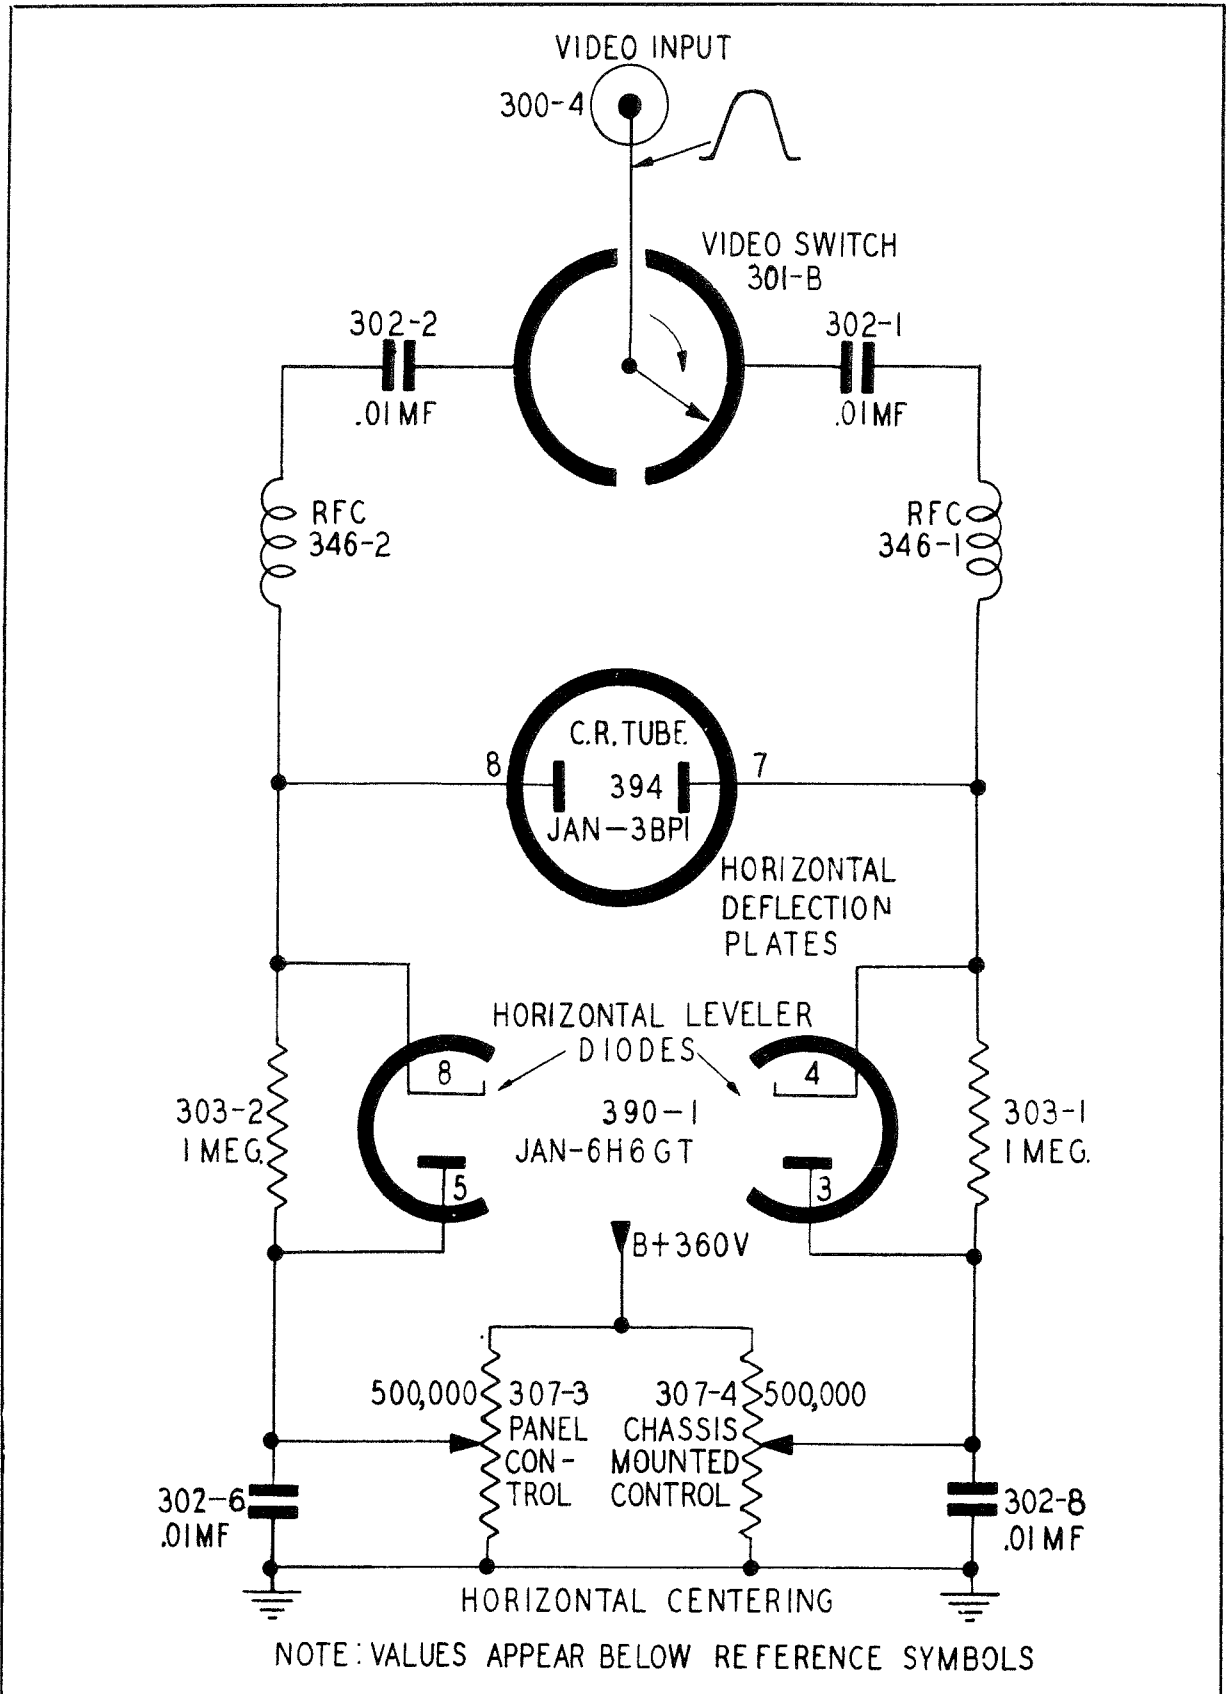 VIDEO INPUT
300-4
VIDEO SWITCH
301-B
302-2
.01MF
302-1
.01MF
RFC
346-2
RFC
346-1
C.R. TUBE
8
394
7
JAN-3BP1
HORIZONTAL
DEFLECTION
PLATES
HORIZONTAL LEVELER
DIODES
8
4
303-2
1 MEG.
390-1
JAN-6H6GT
303-1
1 MEG.
5
3
B+360V
500,000
307-3
PANEL
CON-
TROL
307-4
CHASSIS
MOUNTED
CONTROL
500,000
302-6
.01MF
302-8
.01MF
HORIZONTAL CENTERING
NOTE: VALUES APPEAR BELOW REFERENCE SYMBOLS